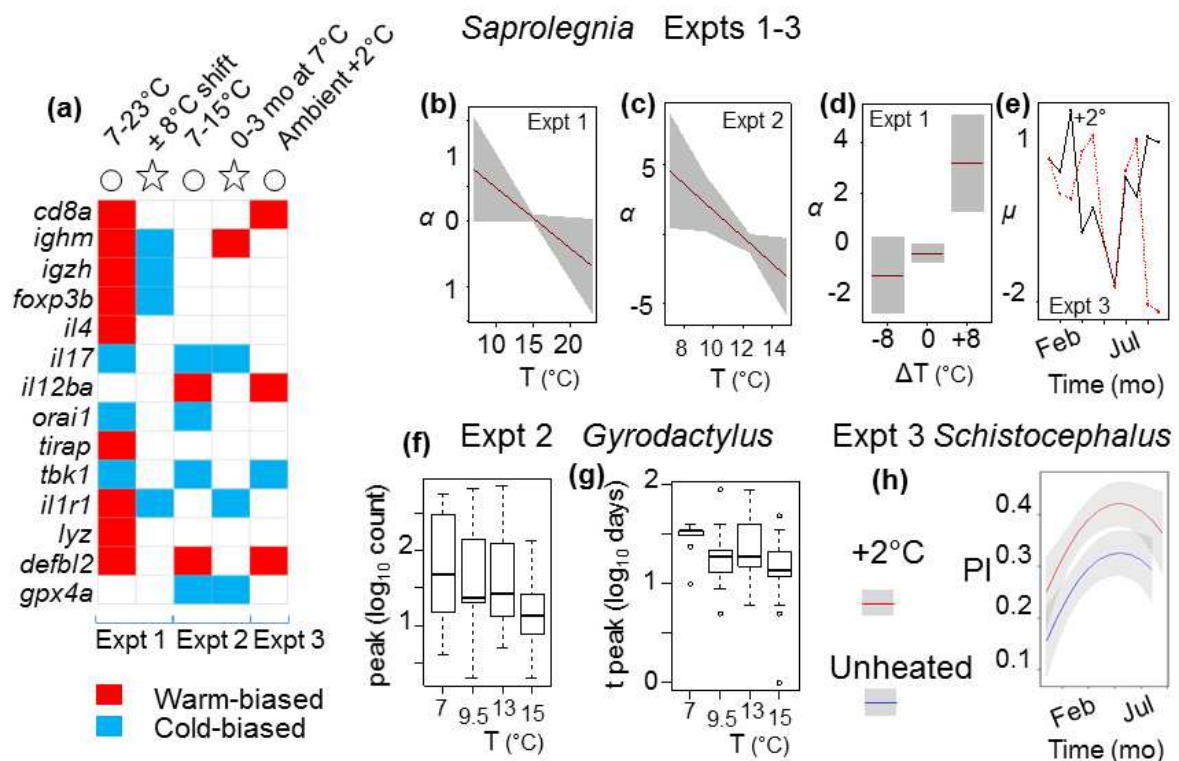 Saprolegnia Expts 1-3
(a)
7-23°C
± 8°C shift
7-15°C
0-3 mo at 7°C
Ambient +2°C
cd8a
ighm
igzh
foxp3b
il4
il17
il12ba
orai1
tirap
tbk1
il1r1
lyz
defbl2
gpx4a
Expt 1 Expt 2 Expt 3
Warm-biased
Cold-biased
(b)
Expt 1
1
1
α 0
1
10 20
T (°C)
(c)
Expt 2
5
α
-5
8 10 12 14
T (°C)
(d)
Expt 1
4
α 2
0
-2
-8 0 +8
ΔT (°C)
(e)
+2°
1
μ
-2
Expt 3
Feb Jul
Time (mo)
(f) Expt 2 Gyrodactylus
peak (log10 count)
2
1
7 9.5 13 15
T (°C)
(g)
t peak (log10 days)
2
1
0
7 9.5 13 15
T (°C)
Expt 3 Schistocephalus
(h)
+2°C
Unheated
PI
0.4
0.3
0.2
0.1
Feb Jul
Time (mo)